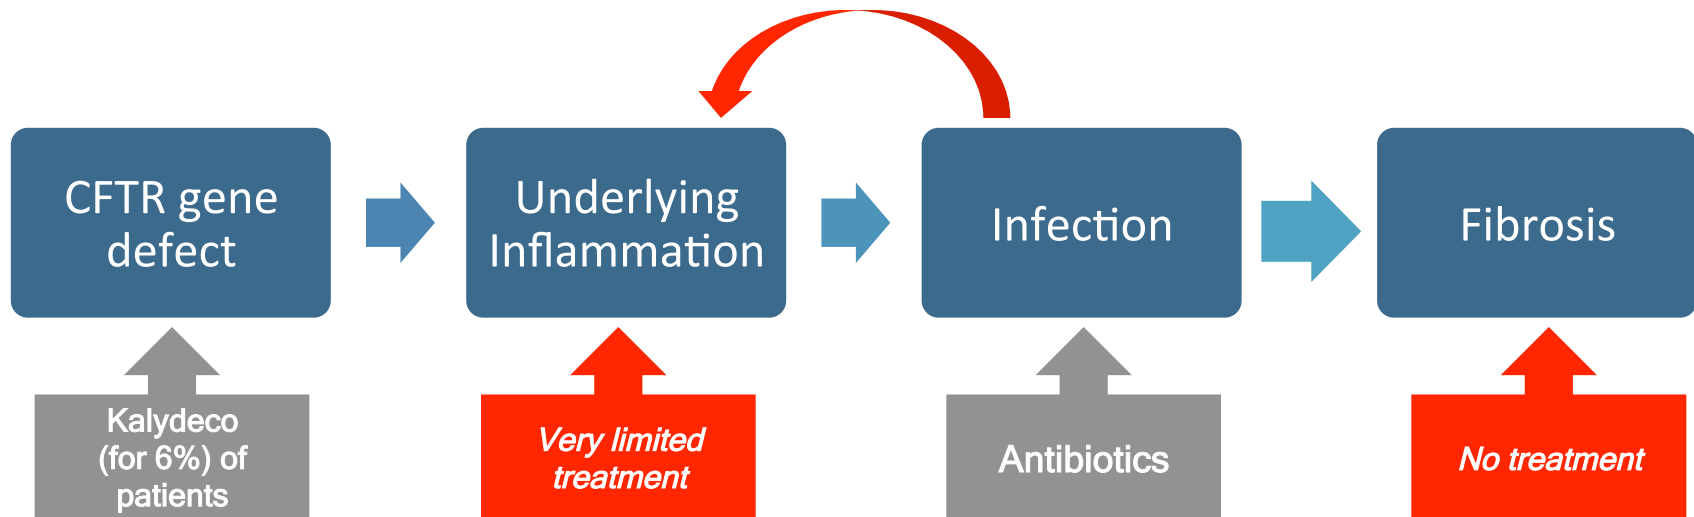 CFTR gene
defect
Underlying
Inflammation
Infection
Fibrosis
Kalydeco
(for 6%) of
patients
Very limited
treatment
Antibiotics
No treatment